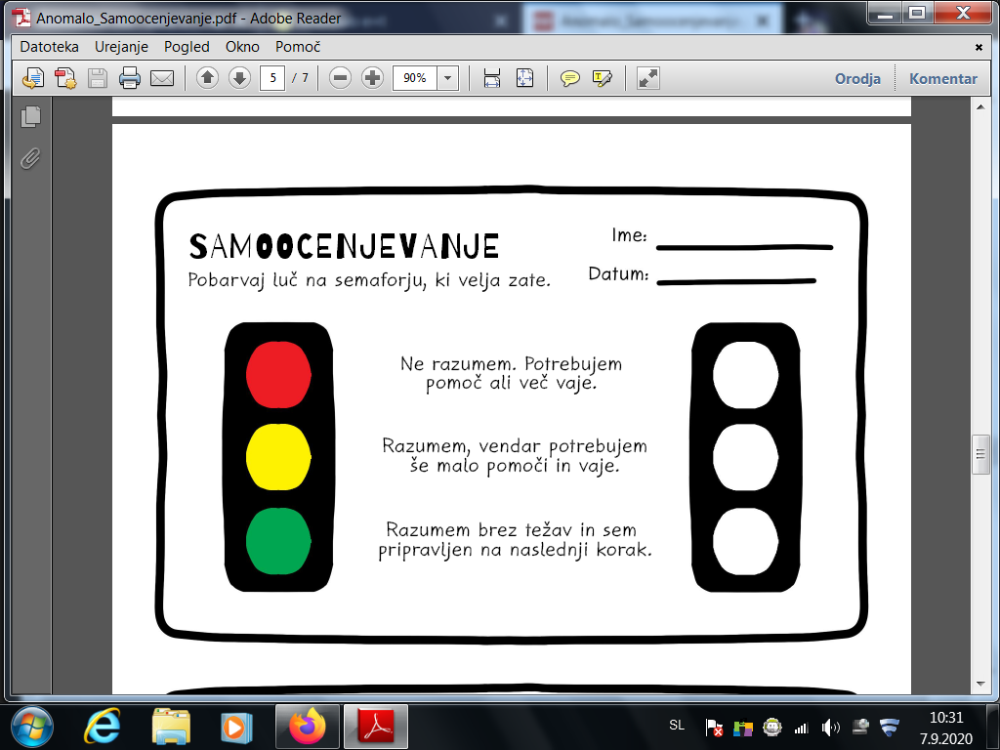 Anomalo_Samoocenjevanje.pdf - Adobe Reader
Datoteka Urejanje Pogled Okno Pomoč
5 / 7 90% Orodja Komentar
SAMOOCENJEVANJE
Pobarvaj luč na semaforju, ki velja zate.
Ime:
Datum:
Ne razumem. Potrebujem
pomoč ali več vaje.
Razumem, vendar potrebujem
še malo pomoči in vaje.
Razumem brez težav in sem
pripravljen na naslednji korak.
SL
10:31
7.9.2020